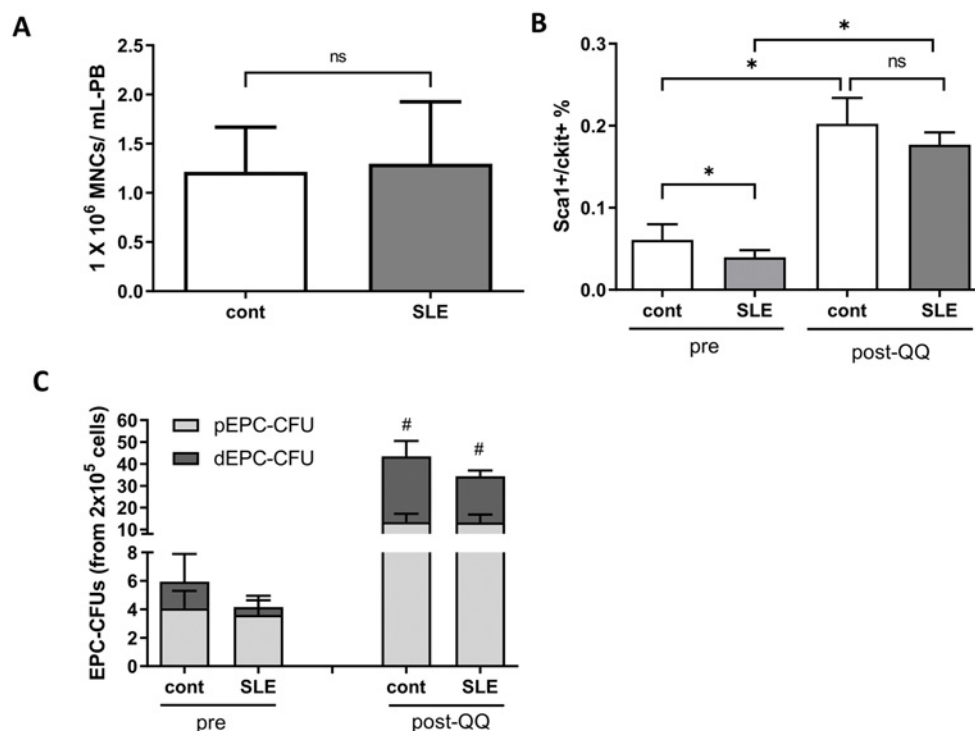 A
1 X 10⁶ MNCs/ mL-PB
2.5
2.0
1.5
1.0
0.5
0.0
ns
cont SLE
B
Sca1+/ckit+ %
0.3
0.2
0.1
0.0
*
*
ns
*
cont SLE cont SLE
pre post-QQ
C
EPC-CFUs (from 2x10⁵ cells)
60
50
40
30
20
10
8
6
4
2
0
pEPC-CFU
dEPC-CFU
# #
cont SLE cont SLE
pre post-QQ